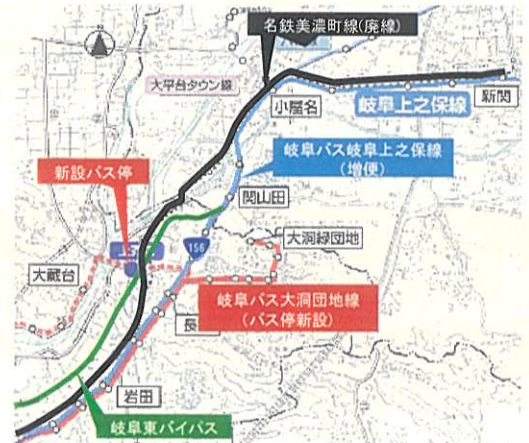 名鉄美濃町線(廃線)
大平台タウン線
小屋名
岐阜上之保線
新関
岐阜バス岐阜上之保線
(増便)
新設バス停
関山田
156
大洞緑団地
大蔵台
岐阜バス大洞団地線
(バス停新設)
岩田
岐阜東バイパス